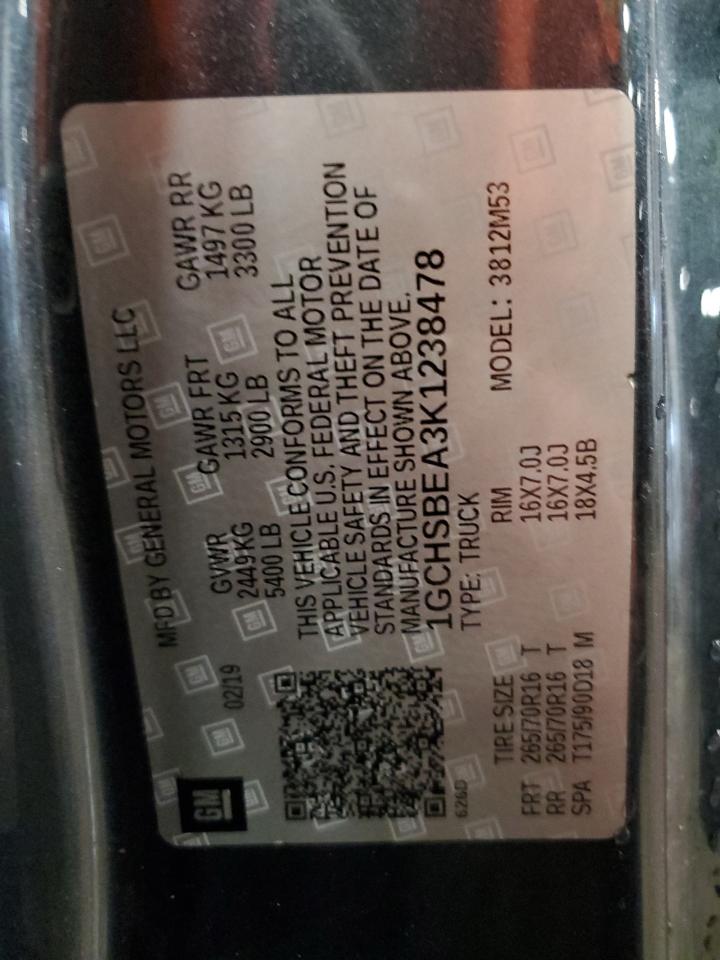 GM
02/19
MFD BY GENERAL MOTORS LLC
GVWR GAWR FRT GAWR RR
2449KG 1315 KG 1497 KG
5400 LB 2900 LB 3300 LB
THIS VEHICLE CONFORMS TO ALL
APPLICABLE U.S. FEDERAL MOTOR
VEHICLE SAFETY AND THEFT PREVENTION
STANDARDS IN EFFECT ON THE DATE OF
MANUFACTURE SHOWN ABOVE.
1GCHSBEA3K1238478
TYPE: TRUCK
626D
TIRE SIZE RIM MODEL: 3812M53
FRT 265/70R16 T 16X7.0J
RR 265/70R16 T 16X7.0J
SPA T175/90D18 M 18X4.5B